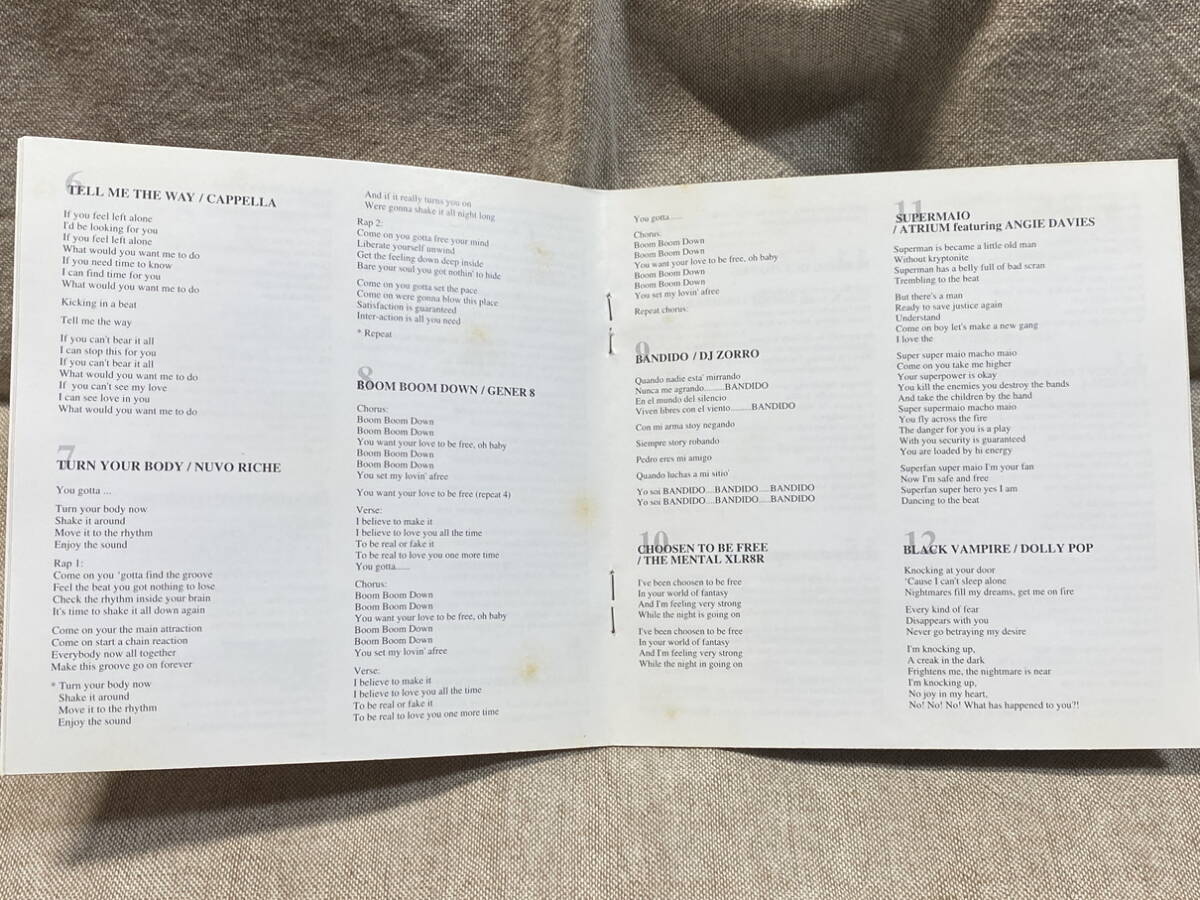 6
TELL ME THE WAY / CAPPELLA
If you feel left alone
I'd be looking for you
If you feel left alone
What would you want me to do
If you need time to know
I can find time for you
What would you want me to do
Kicking in a beat
Tell me the way
If you can't bear it all
I can stop this for you
If you can't bear it all
What would you want me to do
If you can't see my love
I can see love in you
What would you want me to do
7
TURN YOUR BODY / NUVO RICHE
You gotta ...
Turn your body now
Shake it around
Move it to the rhythm
Enjoy the sound
Rap 1:
Come on you 'gotta find the groove
Feel the beat you got nothing to lose
Check the rhythm inside your brain
It's time to shake it all down again
Come on your the main attraction
Come on start a chain reaction
Everybody now all together
Make this groove go on forever
* Turn your body now
Shake it around
Move it to the rhythm
Enjoy the sound
And if it really turns you on
Were gonna shake it all night long
Rap 2:
Come on you gotta free your mind
Liberate yourself unwind
Get the feeling down deep inside
Bare your soul you got nothin' to hide
Come on you gotta set the pace
Come on were gonna blow this place
Satisfaction is guaranteed
Inter-action is all you need
* Repeat
8
BOOM BOOM DOWN / GENER 8
Chorus:
Boom Boom Down
Boom Boom Down
You want your love to be free, oh baby
Boom Boom Down
Boom Boom Down
You set my lovin' afree
You want your love to be free (repeat 4)
Verse:
I believe to make it
I believe to love you all the time
To be real or fake it
To be real to love you one more time
You gotta......
Chorus:
Boom Boom Down
Boom Boom Down
You want your love to be free, oh baby
Boom Boom Down
Boom Boom Down
You set my lovin' afree
Verse:
I believe to make it
I believe to love you all the time
To be real or fake it
To be real to love you one more time
You gotta......
Chorus:
Boom Boom Down
Boom Boom Down
You want your love to be free, oh baby
Boom Boom Down
Boom Boom Down
You set my lovin' afree
Repeat chorus:
9
BANDIDO / DJ ZORRO
Quando nadie esta' mirrando
Nunca me agrando.........BANDIDO
En el mundo del silencio
Viven libres con el viento.........BANDIDO
Con mi arma stoy negando
Siempre story robando
Pedro eres mi amigo
Quando luchas a mi sitio'
Yo soi BANDIDO....BANDIDO.....BANDIDO
Yo soi BANDIDO....BANDIDO.....BANDIDO
10
CHOOSEN TO BE FREE
/ THE MENTAL XLR8R
I've been choosen to be free
In your world of fantasy
And I'm feeling very strong
While the night is going on
I've been choosen to be free
In your world of fantasy
And I'm feeling very strong
While the night in going on
11
SUPERMAIO
/ ATRIUM featuring ANGIE DAVIES
Superman is became a little old man
Without kryptonite
Superman has a belly full of bad scran
Trembling to the beat
But there's a man
Ready to save justice again
Understand
Come on boy let's make a new gang
I love the
Super super maio macho maio
Come on you take me higher
Your superpower is okay
You kill the enemies you destroy the bands
And take the children by the hand
Super supermaio macho maio
You fly across the fire
The danger for you is a play
With you security is guaranteed
You are loaded by hi energy
Superfan super maio I'm your fan
Now I'm safe and free
Superfan super hero yes I am
Dancing to the beat
12
BLACK VAMPIRE / DOLLY POP
Knocking at your door
'Cause I can't sleep alone
Nightmares fill my dreams, get me on fire
Every kind of fear
Disappears with you
Never go betraying my desire
I'm knocking up,
A creak in the dark
Frightens me, the nightmare is near
I'm knocking up,
No joy in my heart,
No! No! No! What has happened to you?!